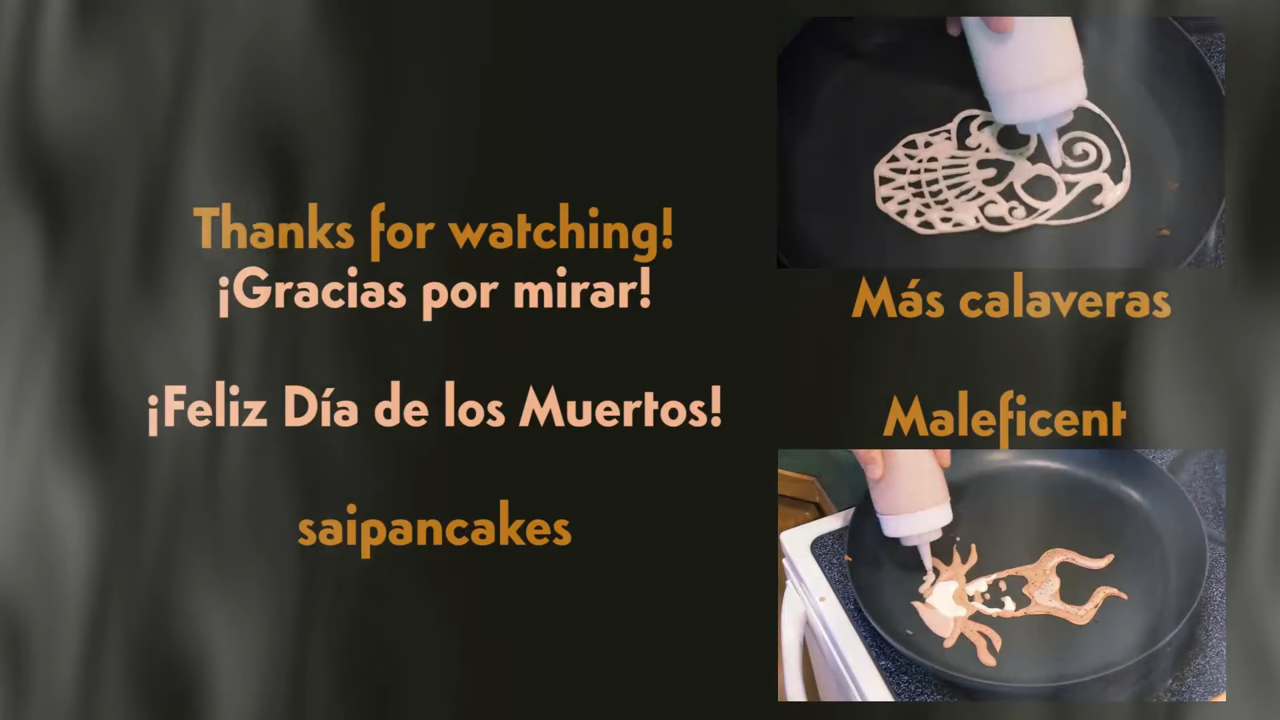 Thanks for watching!
¡Gracias por mirar!
¡Feliz Día de los Muertos!
saipancakes
Más calaveras
Maleficent